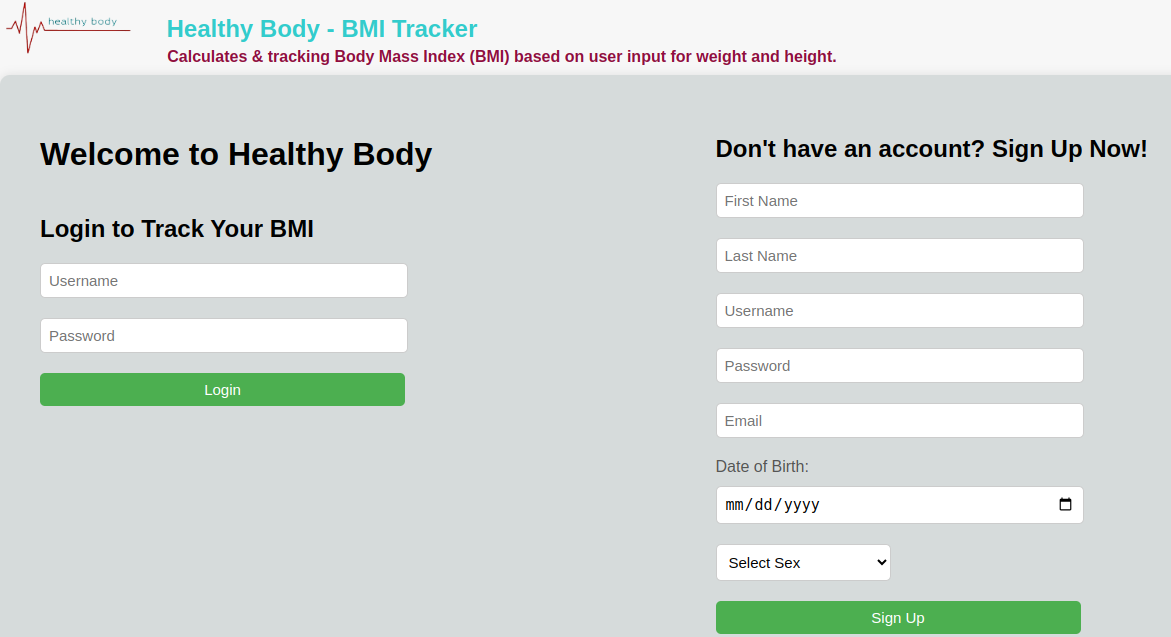 healthy body
Healthy Body - BMI Tracker
Calculates & tracking Body Mass Index (BMI) based on user input for weight and height.
Welcome to Healthy Body
Login to Track Your BMI
Username
Password
Login
Don't have an account? Sign Up Now!
First Name
Last Name
Username
Password
Email
Date of Birth:
mm/dd/yyyy
Select Sex
Sign Up